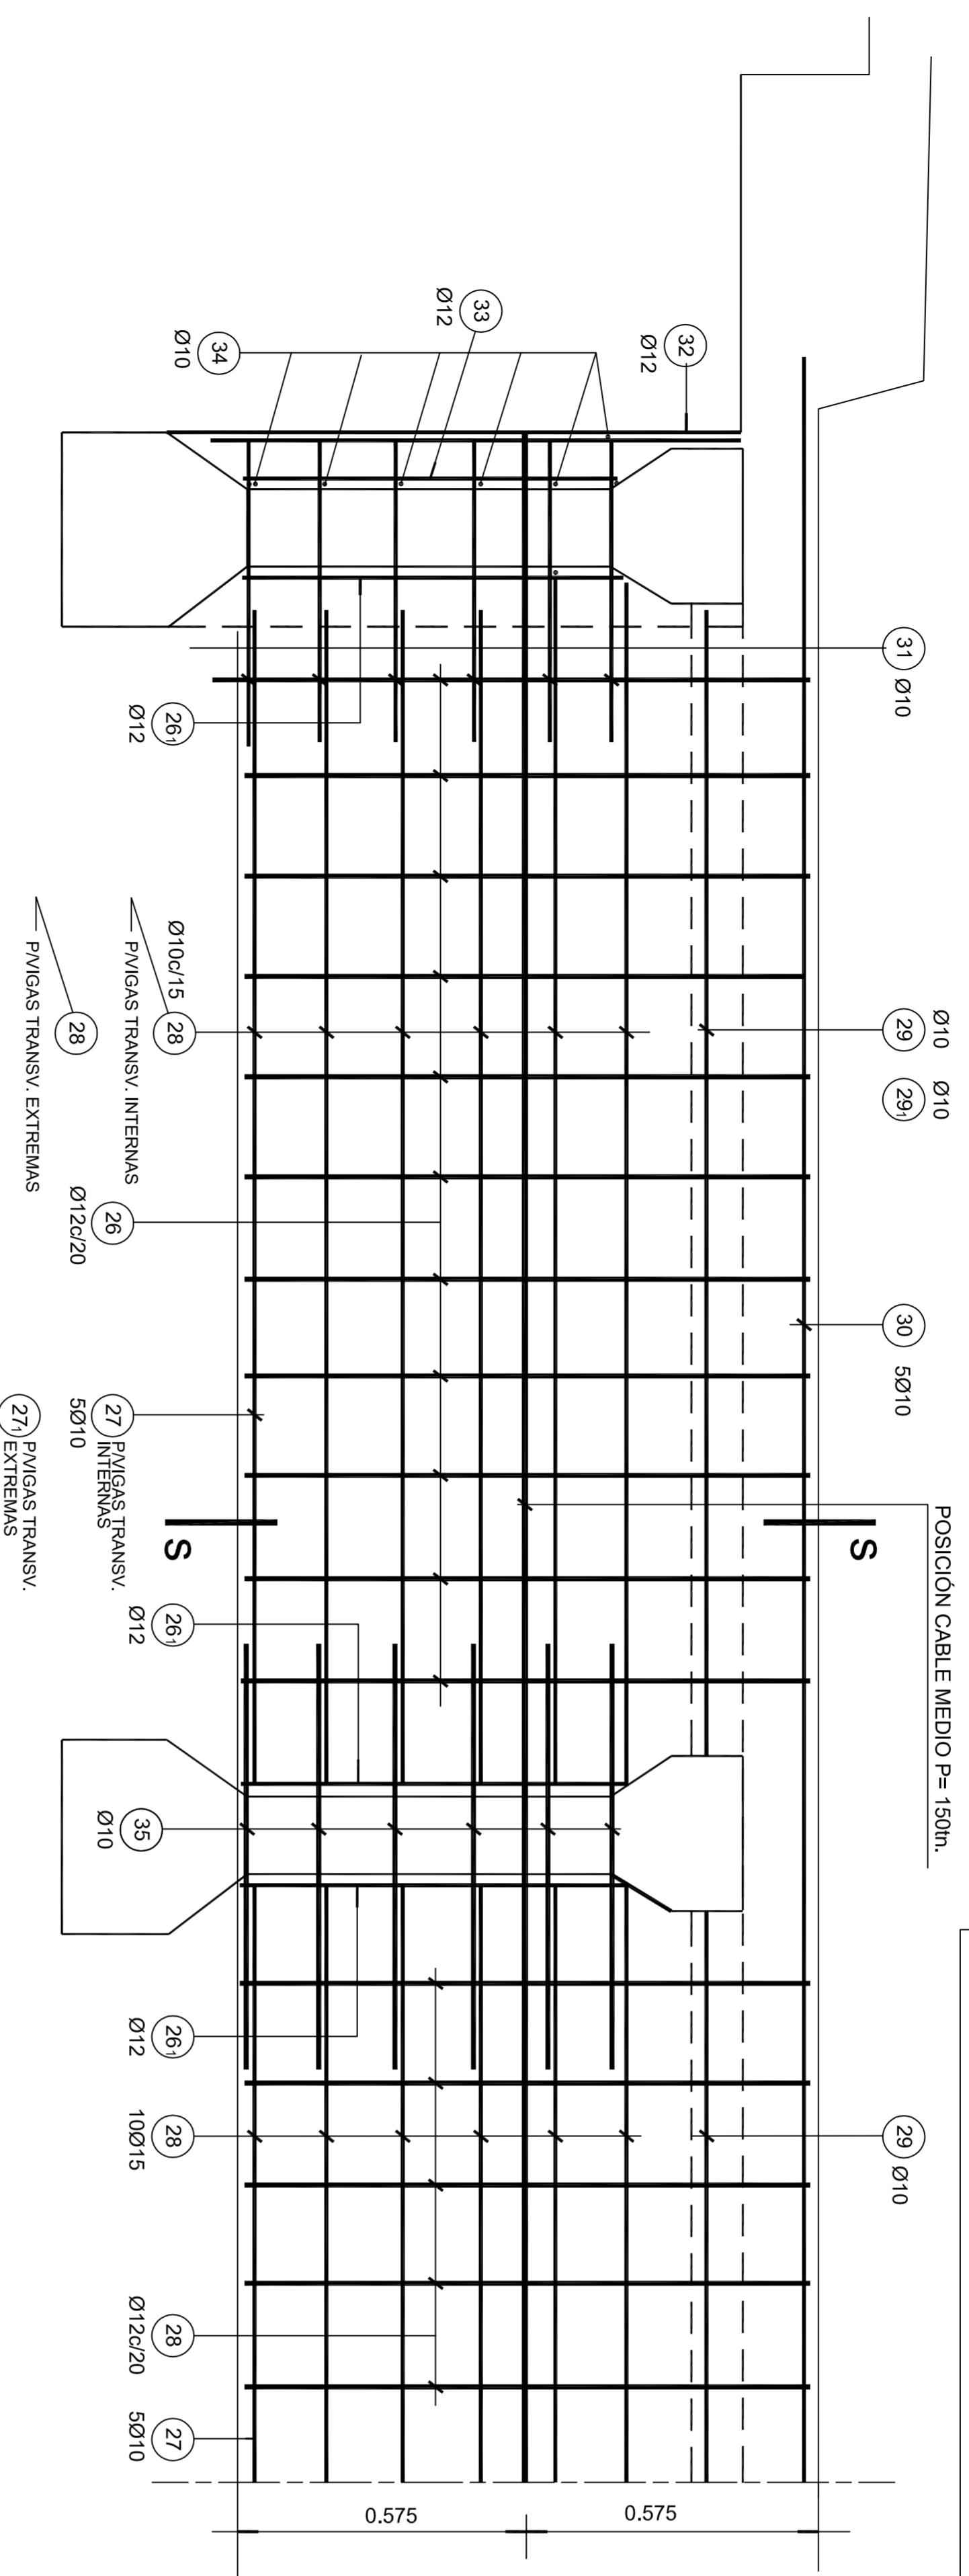 POSICIÓN CABLE MEDIO P= 150tn.
31 Ø10
Ø10 Ø10
29 29₁
30
5Ø10
29 Ø10
S
32
Ø12
33
Ø12
34
Ø10
26₁
Ø12
Ø10c/15
28
P/VIGAS TRANSV. INTERNAS
28
P/VIGAS TRANSV. EXTREMAS
26
Ø12c/20
27 P/VIGAS TRANSV.
INTERNAS
5Ø10
27₁ P/VIGAS TRANSV.
EXTREMAS
S
26₁
Ø12
35
Ø10
26₁
Ø12
28
10Ø15
28
Ø12c/20
27
5Ø10
0.575
0.575